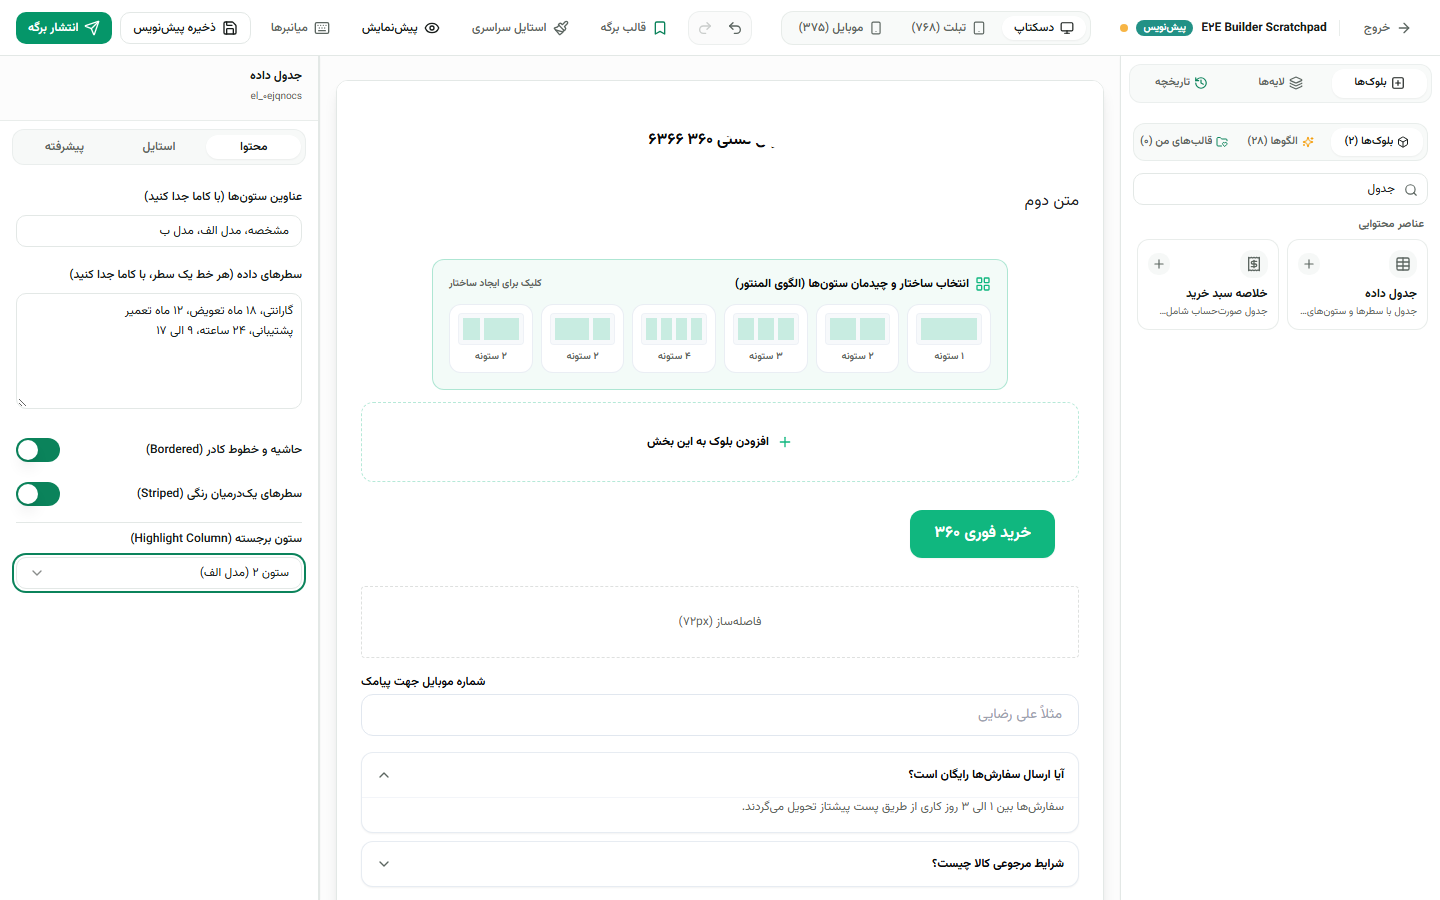 خروج
E۲E Builder Scratchpad
پیش‌نویس
دسکتاپ
تبلت (۷۶۸)
موبایل (۳۷۵)
قالب برگه
استایل سراسری
پیش‌نمایش
میانبرها
ذخیره پیش‌نویس
انتشار برگه
بلوک‌ها
لایه‌ها
تاریخچه
بلوک‌ها (۲)
الگوها (۲۸)
قالب‌های من (۰)
جدول
عناصر محتوایی
جدول داده
جدول با سطرها و ستون‌های...
خلاصه سبد خرید
جدول صورت‌حساب شامل...
تستی ۳۶۰ ۶۳۶۶
متن دوم
انتخاب ساختار و چیدمان ستون‌ها (الگوی المنتور)
کلیک برای ایجاد ساختار
۱ ستونه
۲ ستونه
۳ ستونه
۴ ستونه
۲ ستونه
۲ ستونه
افزودن بلوک به این بخش
خرید فوری ۳۶۰
فاصله‌ساز (۷۲px)
شماره موبایل جهت پیامک
مثلاً علی رضایی
آیا ارسال سفارش‌ها رایگان است؟
سفارش‌ها بین ۱ الی ۳ روز کاری از طریق پست پیشتاز تحویل می‌گردند.
شرایط مرجوعی کالا چیست؟
جدول داده
el_۰ejqnocs
محتوا
استایل
پیشرفته
عناوین ستون‌ها (با کاما جدا کنید)
مشخصه، مدل الف، مدل ب
سطرهای داده (هر خط یک سطر، با کاما جدا کنید)
گارانتی، ۱۸ ماه تعویض، ۱۲ ماه تعمیر
پشتیبانی، ۲۴ ساعته، ۹ الی ۱۷
حاشیه و خطوط کادر (Bordered)
سطرهای یک‌درمیان رنگی (Striped)
ستون برجسته (Highlight Column)
ستون ۲ (مدل الف)